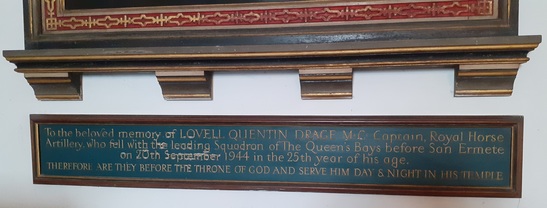 To the beloved memory of LOVELL QUENTIN DRAGE M·C· Captain, Royal Horse
Artillery, who fell with the leading Squadron of The Queen's Bays before San Ermete
on 20th September 1944 in the 25th year of his age.
THEREFORE ARE THEY BEFORE THE THRONE OF GOD AND SERVE HIM DAY & NIGHT IN HIS TEMPLE